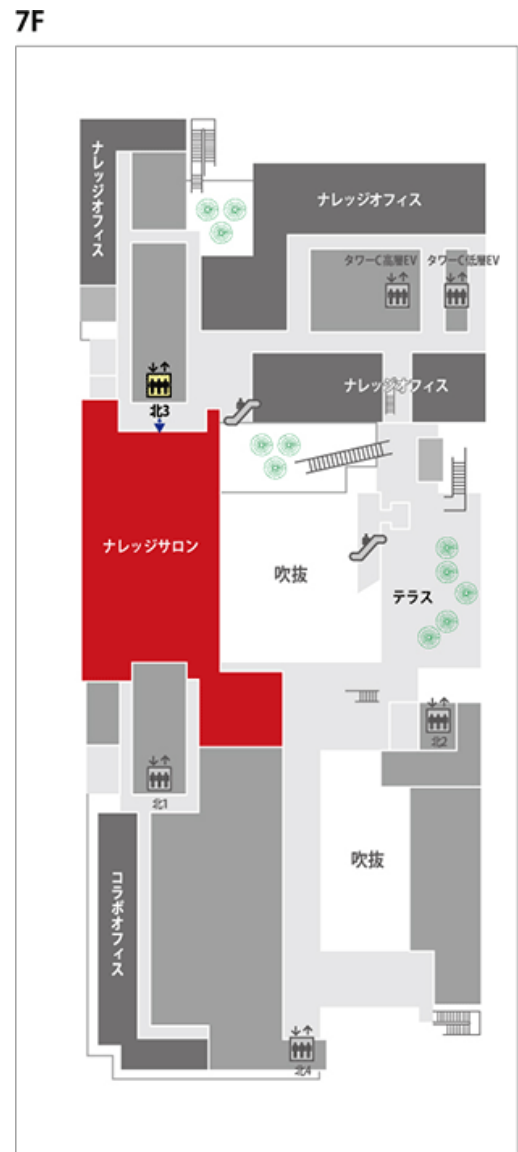 7F
ナレッジオフィス
ナレッジオフィス
タワーC高層EV
タワーC低層EV
北3
ナレッジオフィス
ナレッジサロン
吹抜
テラス
北2
北1
吹抜
コラボオフィス
北4